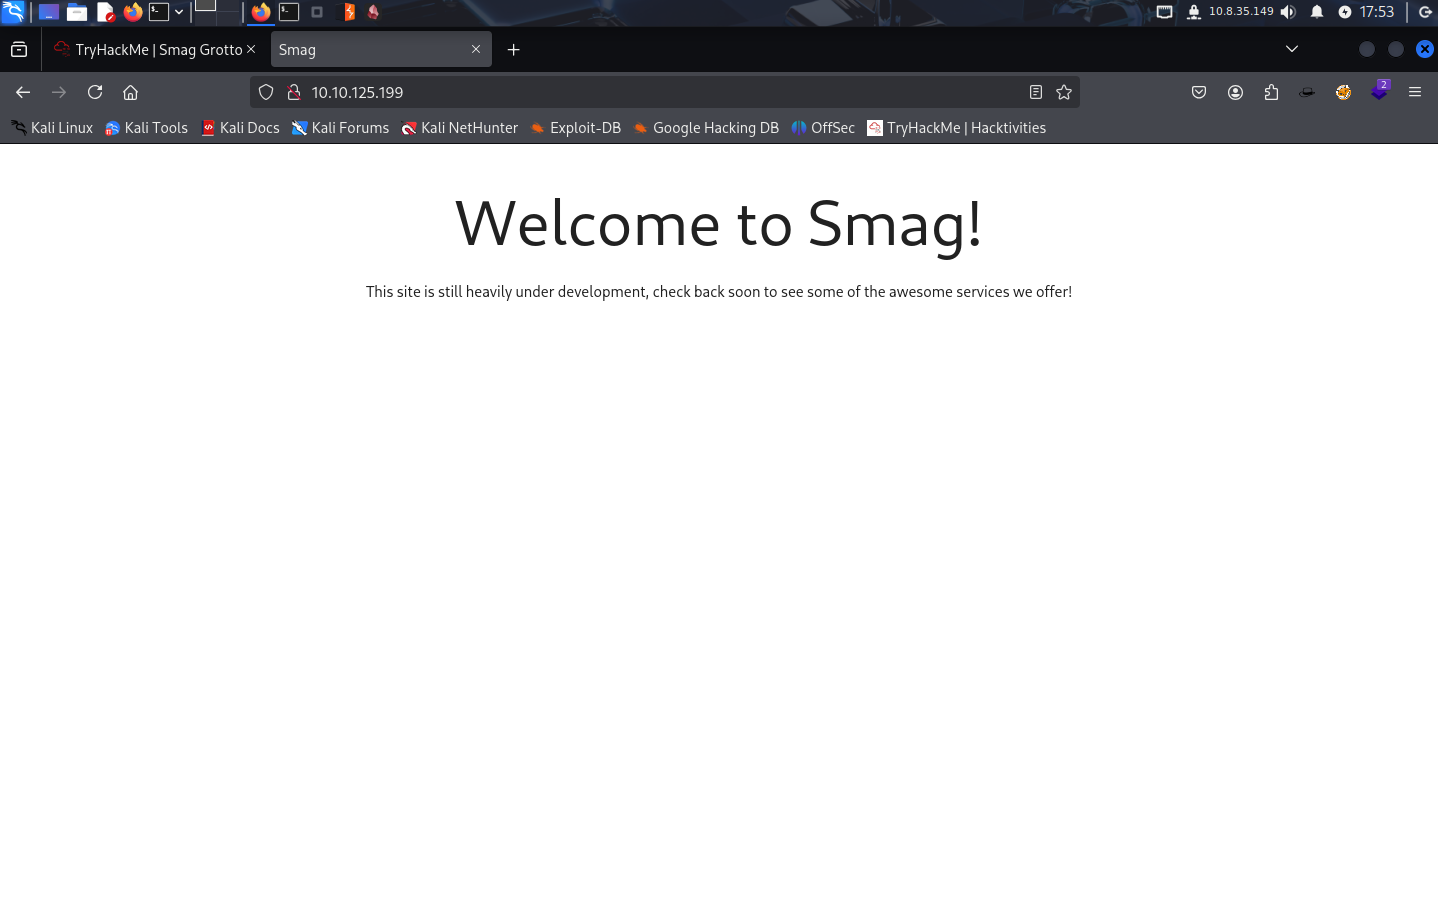 10.8.35.149 17:53
TryHackMe | Smag Grotto Smag
10.10.125.199
2
Kali Linux Kali Tools Kali Docs Kali Forums Kali NetHunter Exploit-DB Google Hacking DB OffSec TryHackMe | Hacktivities
Welcome to Smag!
This site is still heavily under development, check back soon to see some of the awesome services we offer!